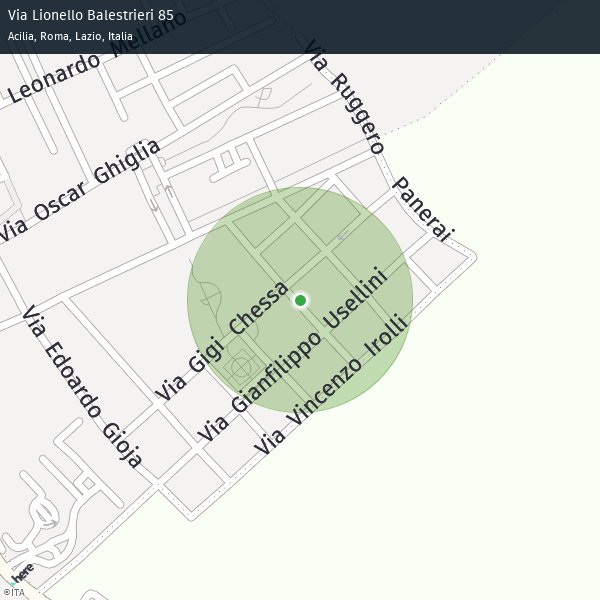 Via Lionello Balestrieri 85
Acilia, Roma, Lazio, Italia
Leonardo Mellano
Via Ruggero Panerai
Via Oscar Ghiglia
Via Edoardo Gioja
Via Gigi Chessa
Via Gianfilippo Usellini
Via Vincenzo Irolli
here
©ITA